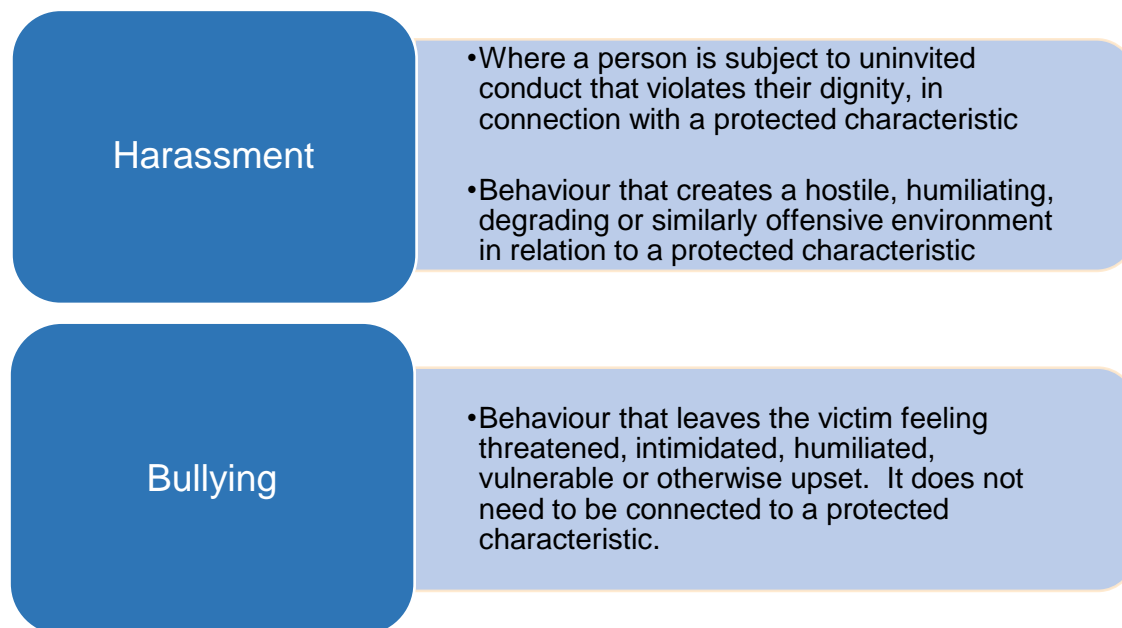 Harassment
•Where a person is subject to uninvited
conduct that violates their dignity, in
connection with a protected characteristic
•Behaviour that creates a hostile, humiliating,
degrading or similarly offensive environment
in relation to a protected characteristic
Bullying
•Behaviour that leaves the victim feeling
threatened, intimidated, humiliated,
vulnerable or otherwise upset.  It does not
need to be connected to a protected
characteristic.